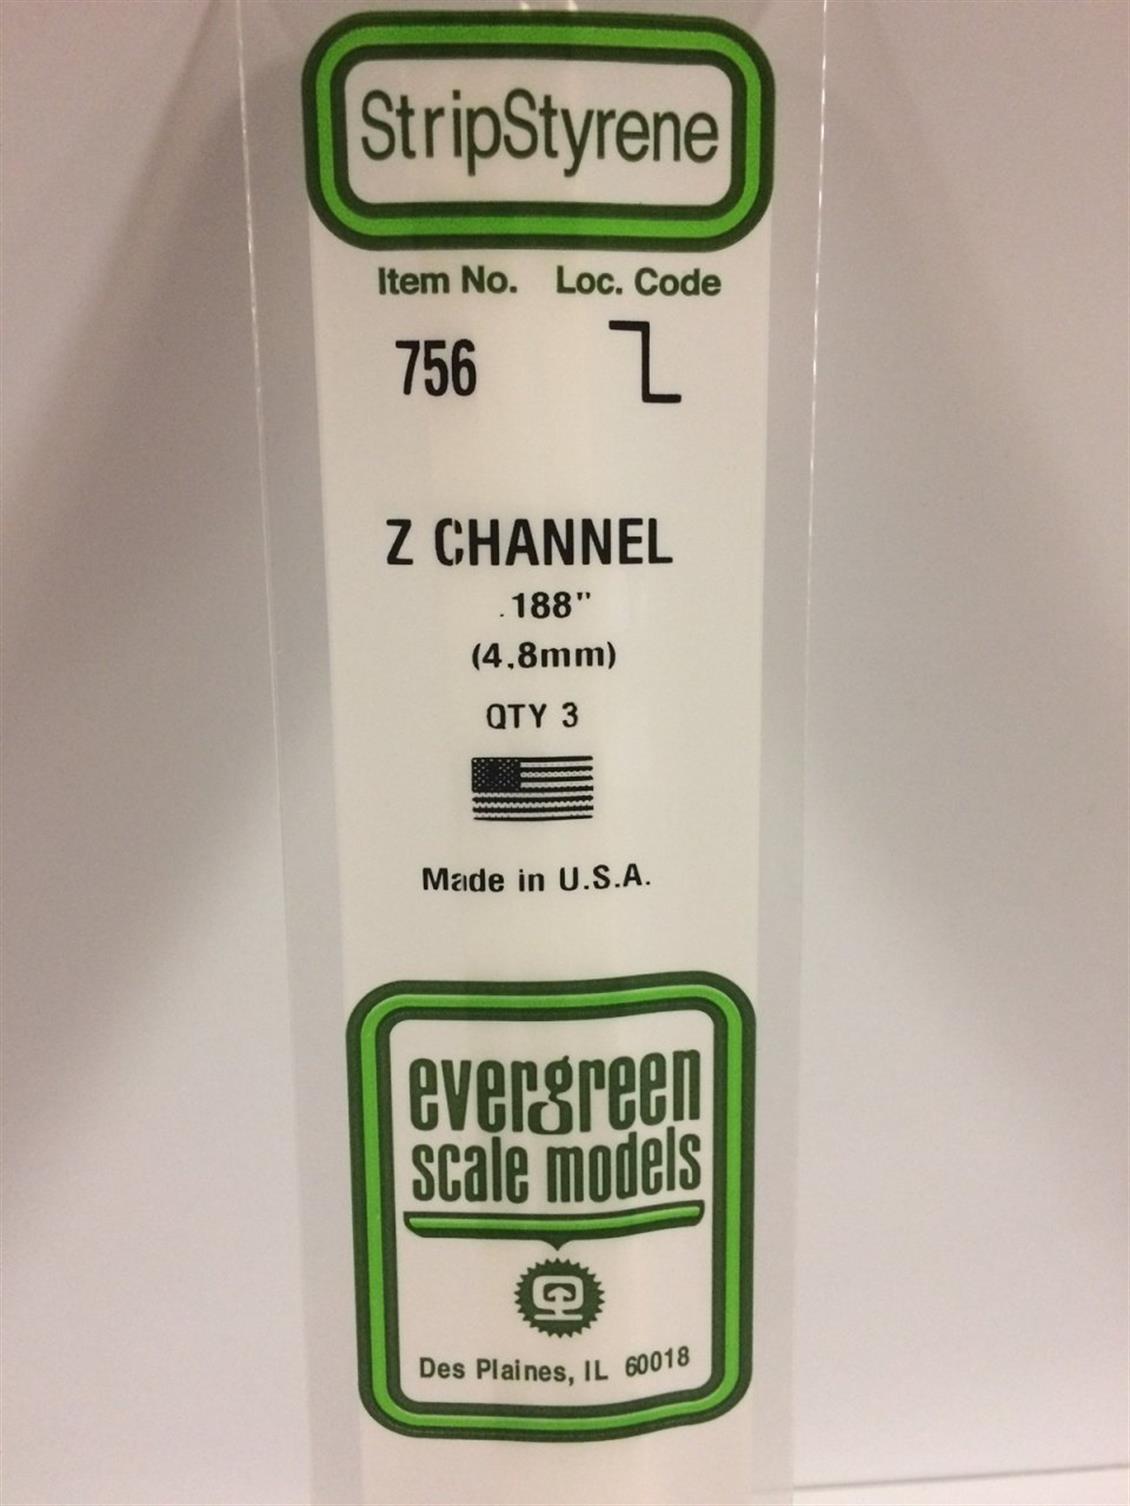 StripStyrene
Item No. Loc. Code
756
Z CHANNEL
.188"
(4.8mm)
QTY 3
Made in U.S.A.
evergreen
scale models
Des Plaines, IL 60018